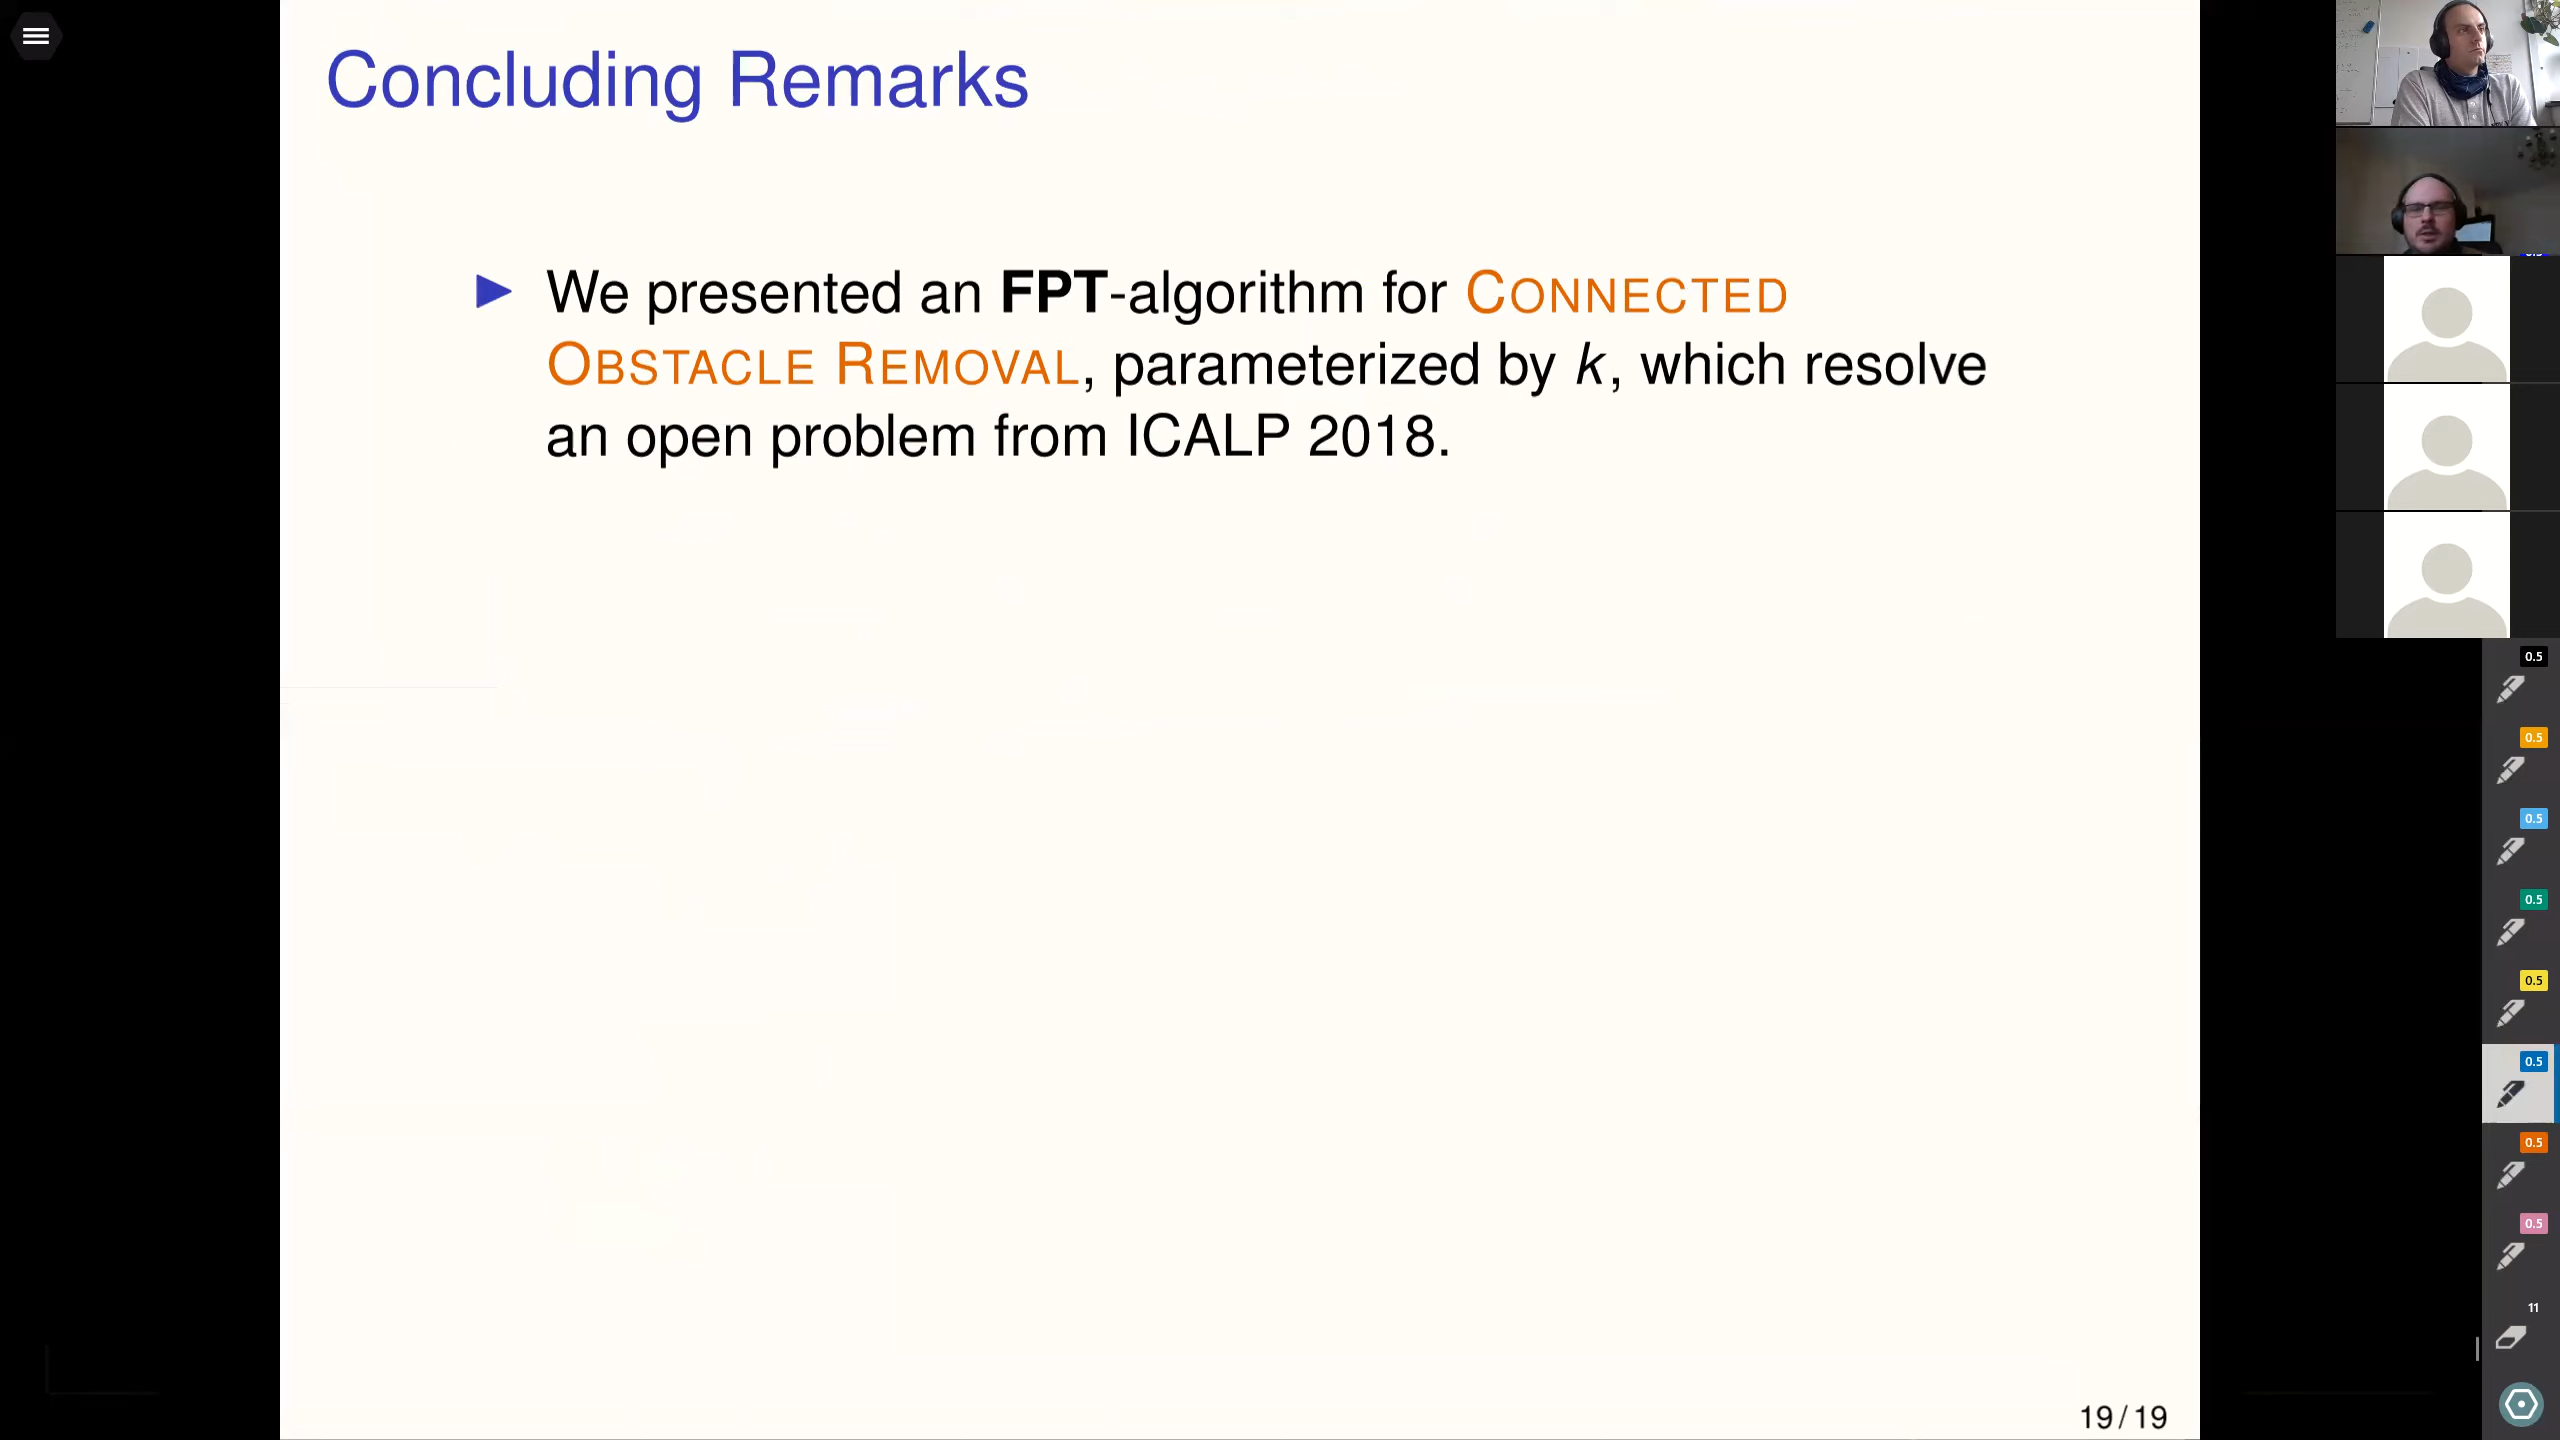 Concluding Remarks
► We presented an FPT-algorithm for CONNECTED
OBSTACLE REMOVAL, parameterized by k, which resolve
an open problem from ICALP 2018.
19/19
0.5
0.5
0.5
0.5
0.5
0.5
0.5
0.5
11